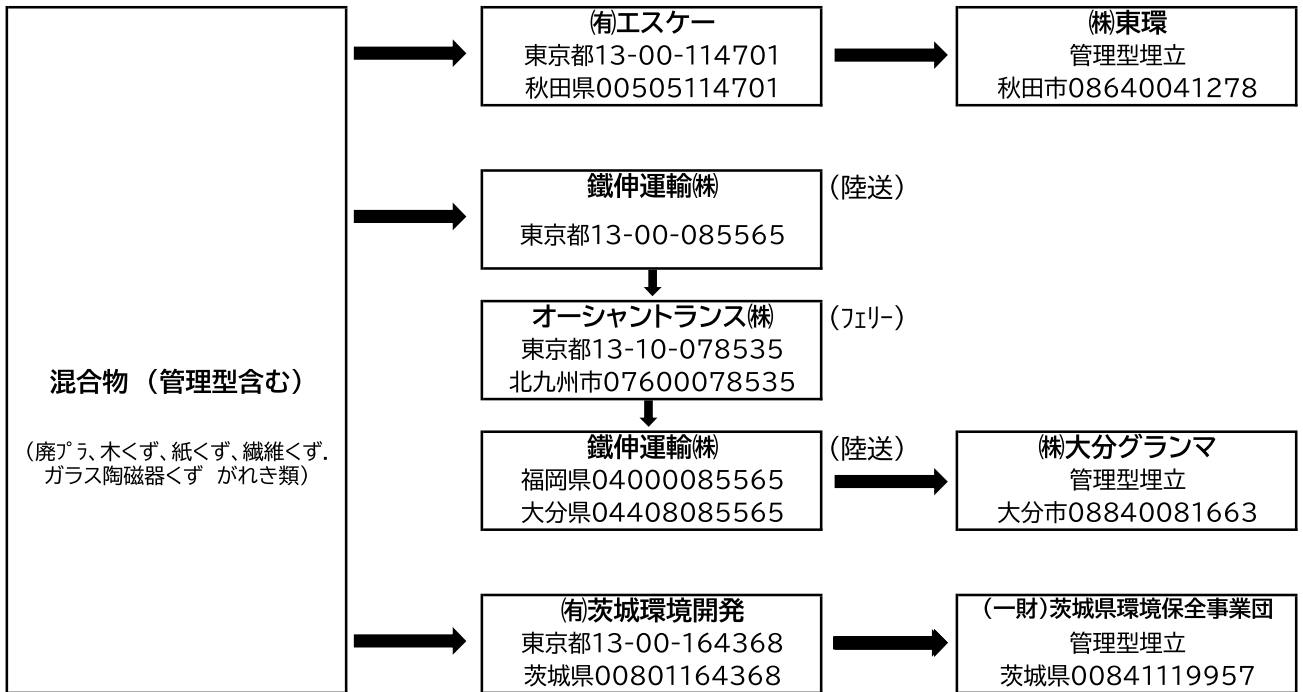 混合物 （管理型含む）
（廃ﾌﾟﾗ、木くず、紙くず、繊維くず．
ガラス陶磁器くず　がれき類）
㈲エスケー
東京都13-00-114701
秋田県00505114701
㈱東環
管理型埋立
秋田市08640041278
鐵伸運輸㈱
（陸送）
東京都13-00-085565
オーシャントランス㈱
（ﾌｪﾘｰ）
東京都13-10-078535
北九州市07600078535
鐵伸運輸㈱
（陸送）
福岡県04000085565
大分県04408085565
㈱大分グランマ
管理型埋立
大分市08840081663
㈲茨城環境開発
東京都13-00-164368
茨城県00801164368
（一財）茨城県環境保全事業団
管理型埋立
茨城県00841119957